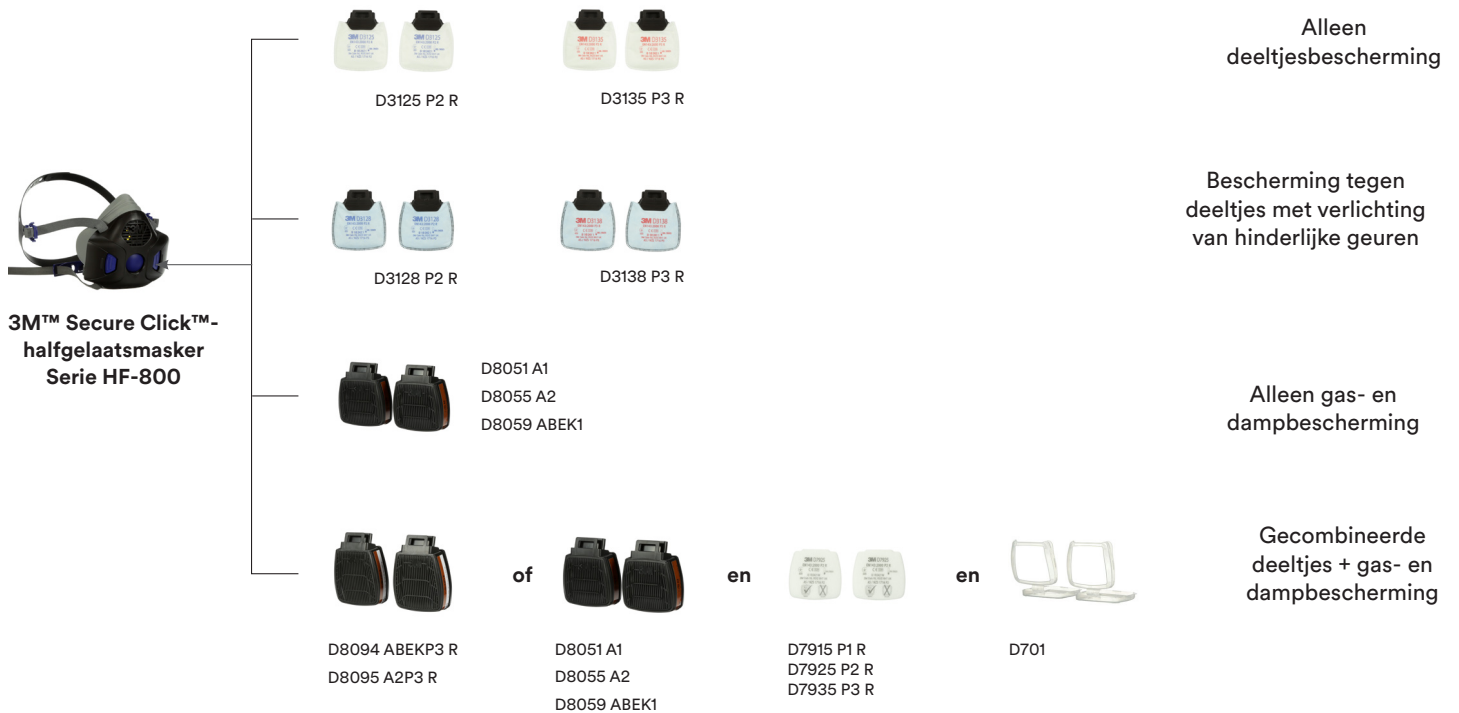 Alleen
deeltjesbescherming
D3125 P2 R
D3135 P3 R
Bescherming tegen
deeltjes met verlichting
van hinderlijke geuren
D3128 P2 R
D3138 P3 R
3M™ Secure Click™-
halfgelaatsmasker
Serie HF-800
D8051 A1
D8055 A2
D8059 ABEK1
Alleen gas- en
dampbescherming
Gecombineerde
deeltjes + gas- en
dampbescherming
of
en
en
D8094 ABEKP3 R
D8095 A2P3 R
D8051 A1
D8055 A2
D8059 ABEK1
D7915 P1 R
D7925 P2 R
D7935 P3 R
D701